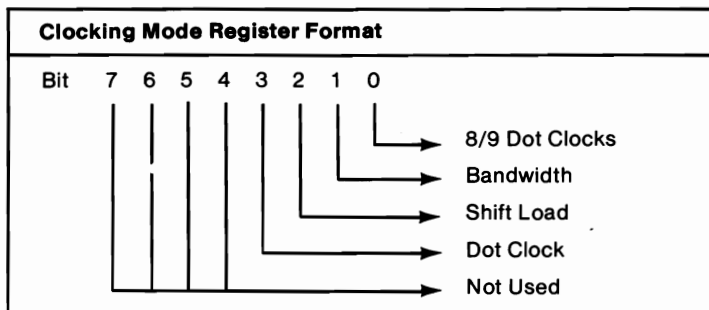 Clocking Mode Register Format
Bit 7 6 5 4 3 2 1 0
8/9 Dot Clocks
Bandwidth
Shift Load
Dot Clock
Not Used